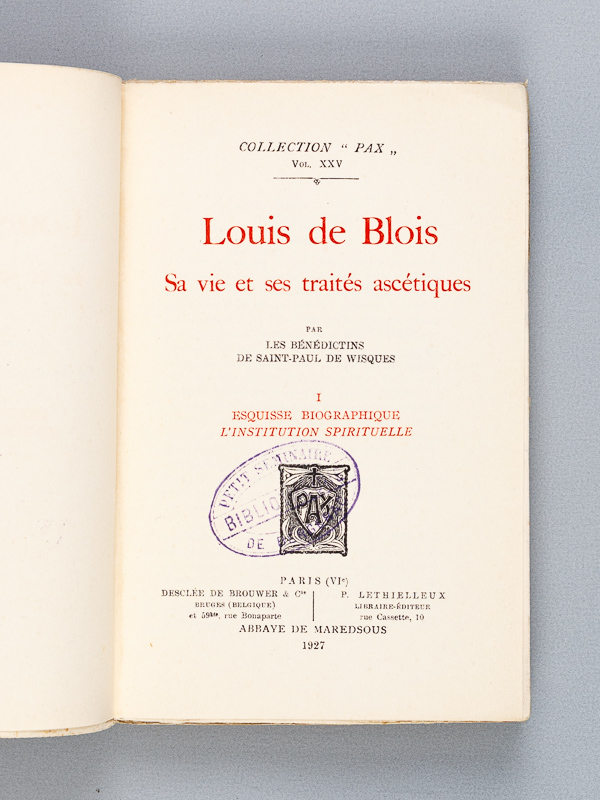 COLLECTION “ PAX „
VOL. XXV
Louis de Blois
Sa vie et ses traités ascétiques
PAR
LES BÉNÉDICTINS
DE SAINT-PAUL DE WISQUES
I
ESQUISSE BIOGRAPHIQUE
L'INSTITUTION SPIRITUELLE
PETIT SÉMINAIRE
DE
PAX
PARIS (VIe)
DESCLÉE DE BROUWER & Cie
BRUGES (BELGIQUE)
et 59bis, rue Bonaparte
P. LETHIELLEUX
LIBRAIRE-ÉDITEUR
rue Cassette, 10
ABBAYE DE MAREDSOUS
1927